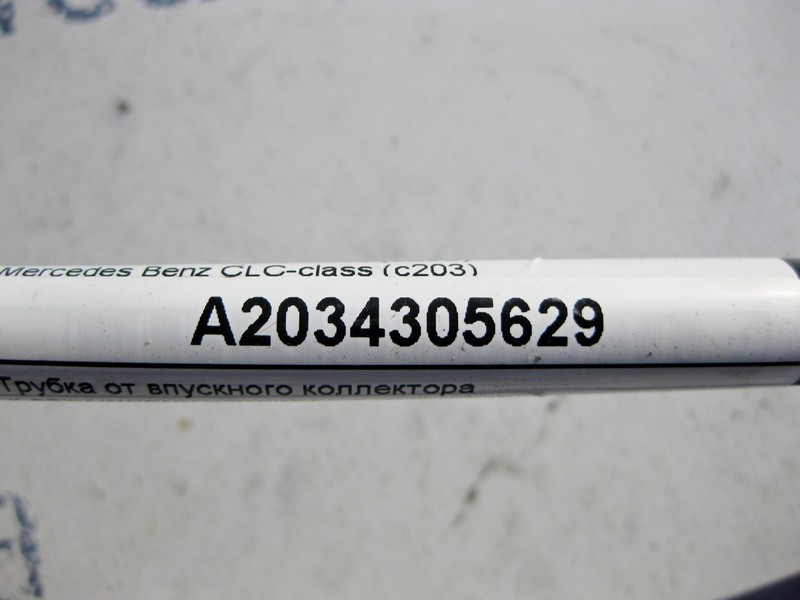 Mercedes Benz CLC-class (c203)
A2034305629
Трубка от впускного коллектора